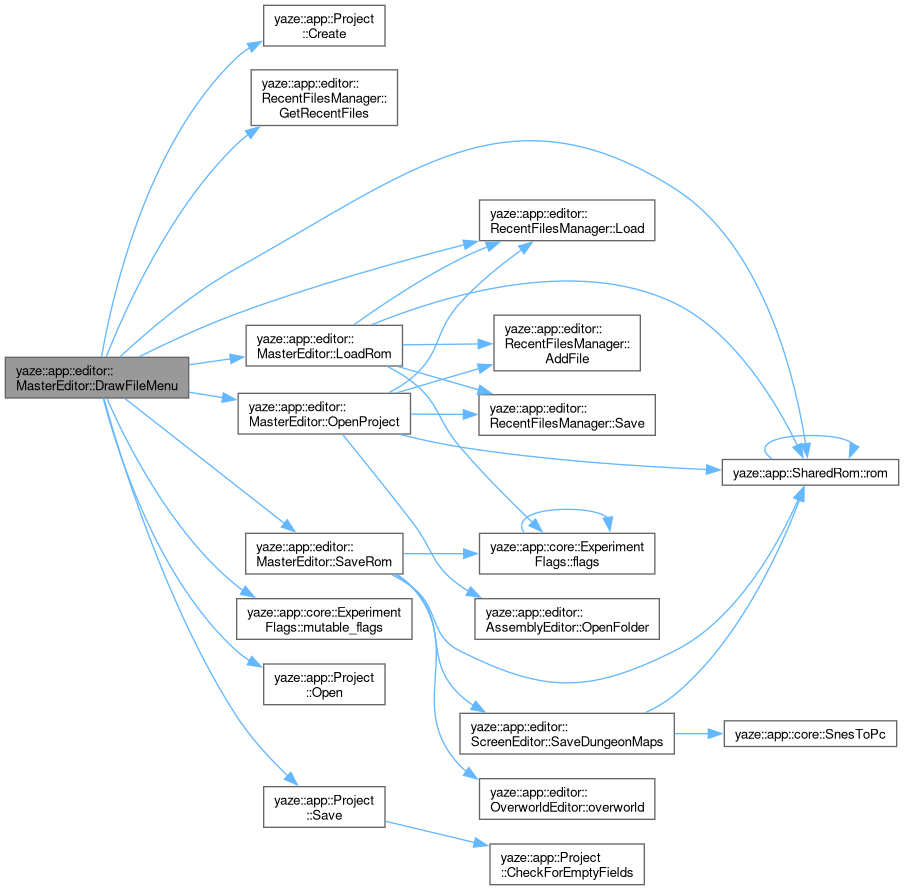 yaze::app::Project
::Create
yaze::app::editor::
RecentFilesManager::
GetRecentFiles
yaze::app::editor::
RecentFilesManager::Load
yaze::app::editor::
MasterEditor::LoadRom
yaze::app::editor::
RecentFilesManager::
AddFile
yaze::app::editor::
MasterEditor::DrawFileMenu
yaze::app::editor::
MasterEditor::OpenProject
yaze::app::editor::
RecentFilesManager::Save
yaze::app::SharedRom::rom
yaze::app::editor::
MasterEditor::SaveRom
yaze::app::core::Experiment
Flags::flags
yaze::app::core::Experiment
Flags::mutable_flags
yaze::app::editor::
AssemblyEditor::OpenFolder
yaze::app::Project
::Open
yaze::app::editor::
ScreenEditor::SaveDungeonMaps
yaze::app::core::SnesToPc
yaze::app::Project
::Save
yaze::app::editor::
OverworldEditor::overworld
yaze::app::Project
::CheckForEmptyFields